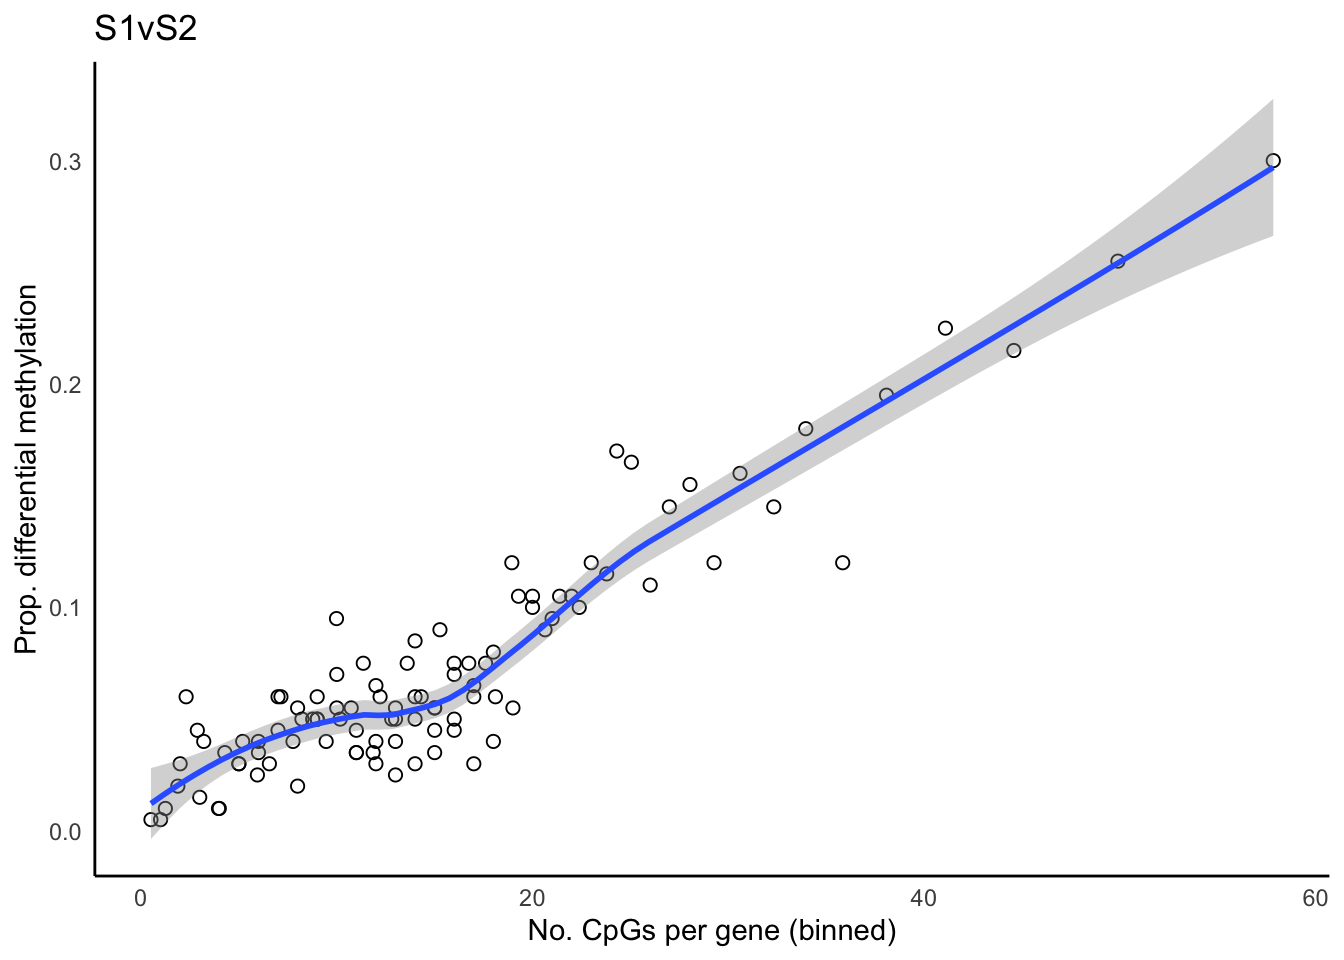 S1vS2
0.3
0.2
0.1
0.0
Prop. differential methylation
0 20 40 60
No. CpGs per gene (binned)